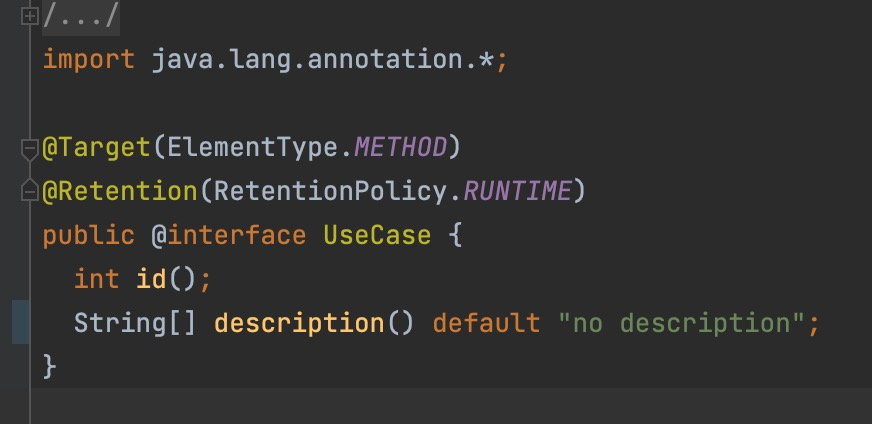 /.../
import java.lang.annotation.*;
@Target(ElementType.METHOD)
@Retention(RetentionPolicy.RUNTIME)
public @interface UseCase {
int id();
String[] description() default "no description";
}